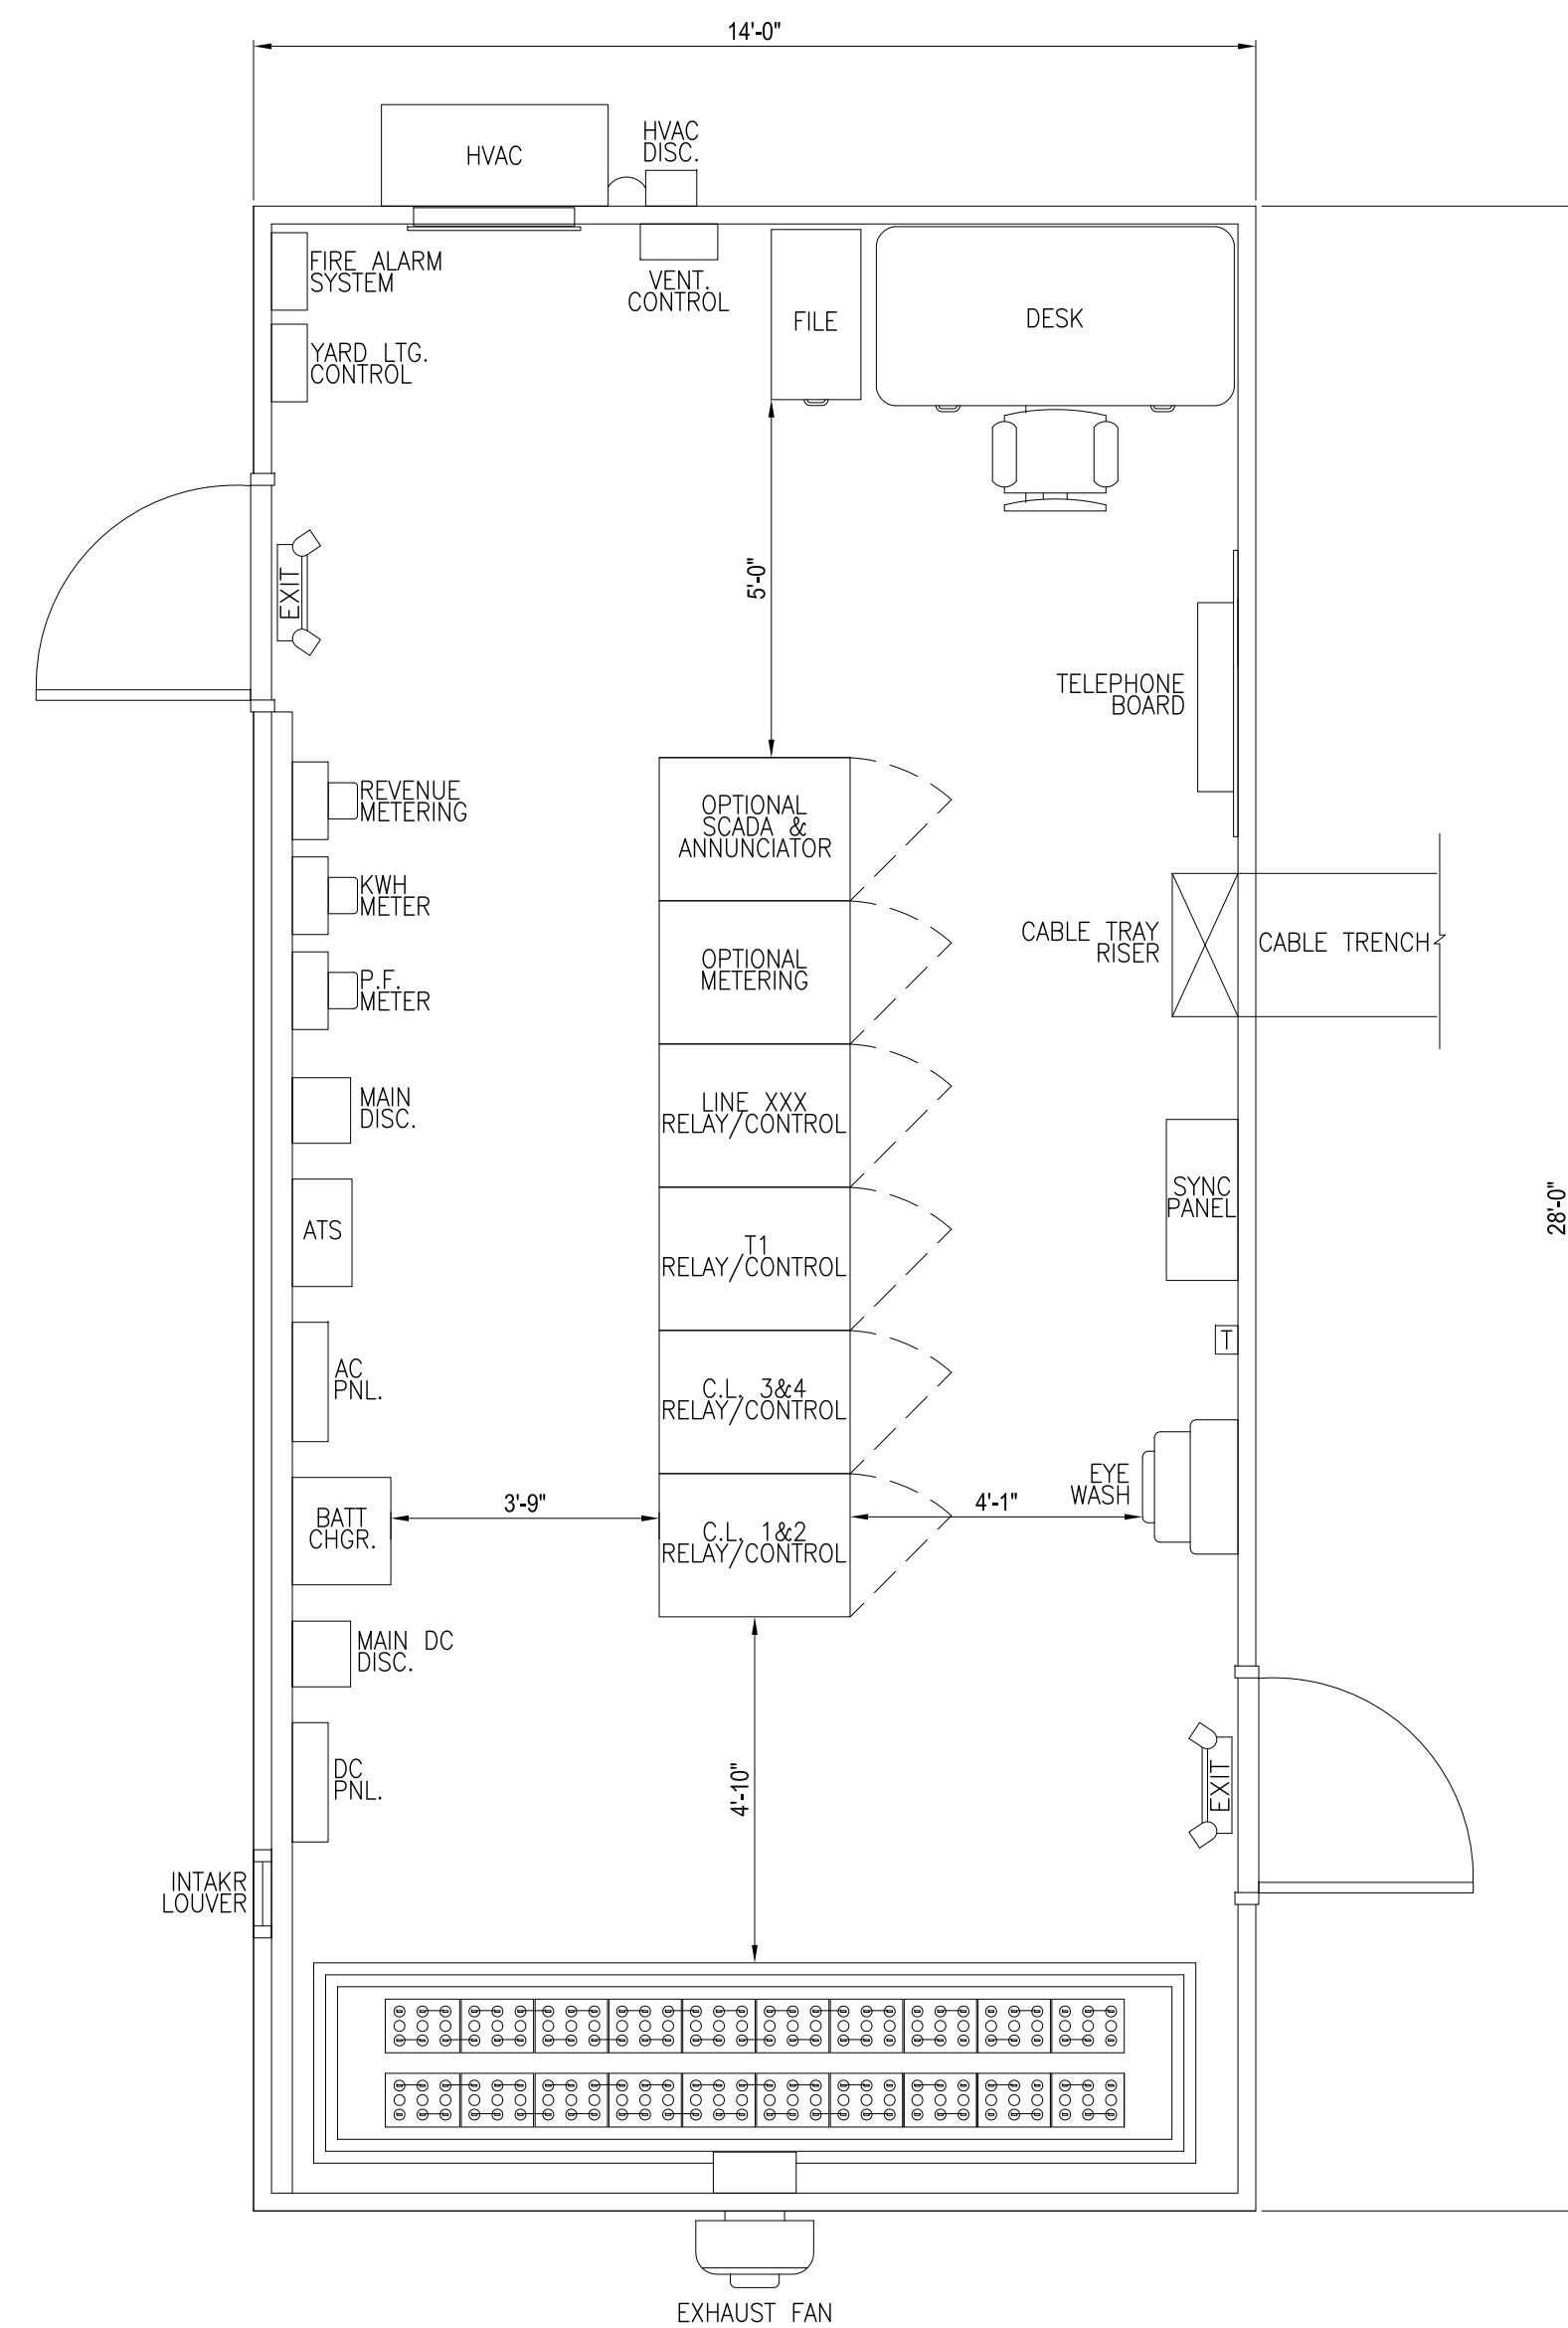 14'-0"
HVAC
HVAC
DISC.
FIRE ALARM
SYSTEM
VENT.
CONTROL
FILE
DESK
YARD LTG.
CONTROL
EXIT
5'-0"
TELEPHONE
BOARD
REVENUE
METERING
OPTIONAL
SCADA &
ANNUNCIATOR
KWH
METER
CABLE TRAY
RISER
CABLE TRENCH
P.F.
METER
OPTIONAL
METERING
MAIN
DISC.
LINE XXX
RELAY/CONTROL
SYNC
PANEL
28'-0"
ATS
T1
RELAY/CONTROL
T
AC
PNL.
C.L. 3&4
RELAY/CONTROL
BATT
CHGR.
3'-9"
C.L. 1&2
RELAY/CONTROL
4'-1"
EYE
WASH
MAIN DC
DISC.
DC
PNL.
4'-10"
EXIT
INTAKR
LOUVER
EXHAUST FAN